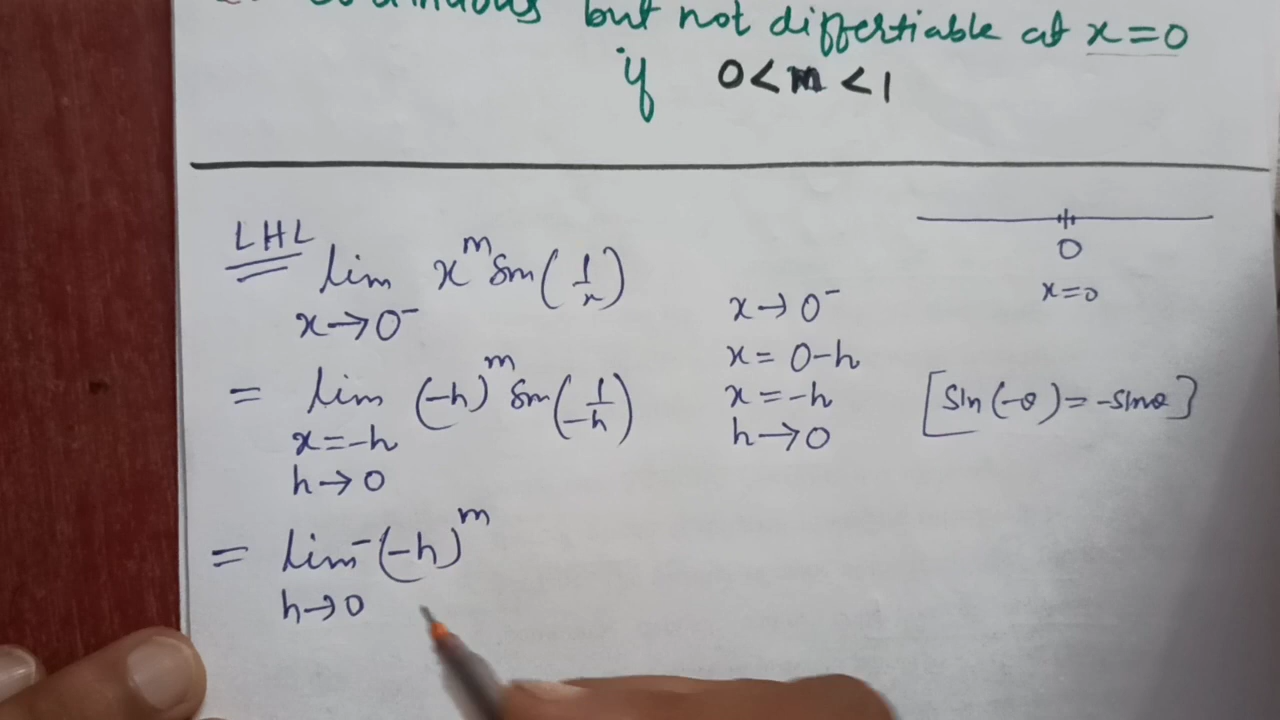 continuous but not differtiable at x=0
if 0<m<1
0
x=0
LHL
lim x^m Sin(1/x)
x→0⁻
x→0⁻
x=0-h
x=-h
h→0
= lim (-h)^m Sin(1/-h)
x=-h
h→0
[Sin(-θ)=-Sinθ]
= lim -(-h)^m
h→0